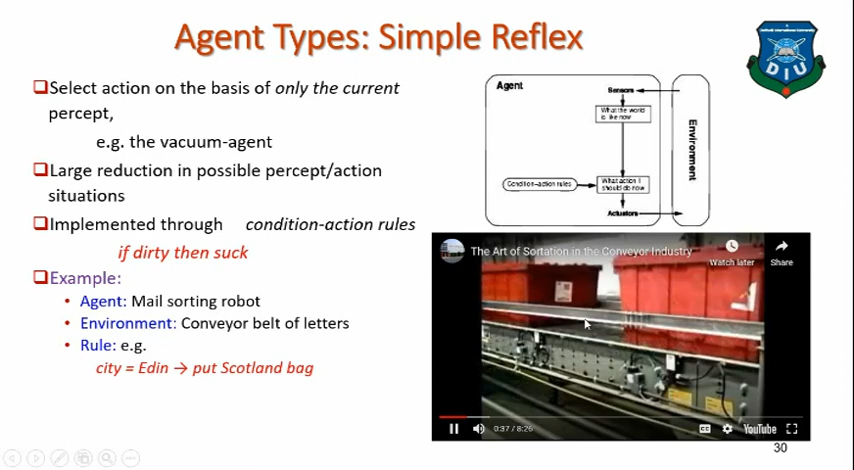 Agent Types: Simple Reflex
Select action on the basis of only the current
percept,
e.g. the vacuum-agent
Large reduction in possible percept/action
situations
Implemented through condition-action rules
if dirty then suck
Example:
Agent: Mail sorting robot
Environment: Conveyor belt of letters
Rule: e.g.
city = Edin → put Scotland bag
Agent
Sensors
What the world
is like now
Condition−action rules
What action I
should do now
Actuators
Environment
DIU
The Art of Sortation in the Conveyor Industry
Watch later
Share
0:37 / 8:26
CC
YouTube
30